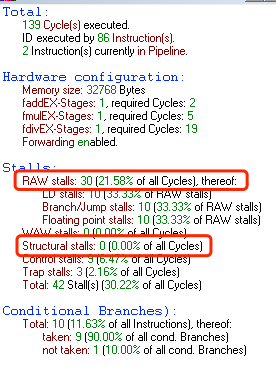 Total:
139 Cycle(s) executed.
ID executed by 86 Instruction(s).
2 Instruction(s) currently in Pipeline.
Hardware configuration:
Memory size: 32768 Bytes
faddEX-Stages: 1, required Cycles: 2
fmulEX-Stages: 1, required Cycles: 5
fdivEX-Stages: 1, required Cycles: 19
Forwarding enabled.
Stalls:
RAW stalls: 30 (21.58% of all Cycles), thereof:
LD stalls: 10 (33.33% of RAW stalls)
Branch/Jump stalls: 10 (33.33% of RAW stalls)
Floating point stalls: 10 (33.33% of RAW stalls)
WAW stalls: 0 (0.00% of all Cycles)
Structural stalls: 0 (0.00% of all Cycles)
Control stalls: 9 (6.47% of all Cycles)
Trap stalls: 3 (2.16% of all Cycles)
Total: 42 Stall(s) (30.22% of all Cycles)
Conditional Branches):
Total: 10 (11.63% of all Instructions), thereof:
taken: 9 (90.00% of all cond. Branches)
not taken: 1 (10.00% of all cond. Branches)